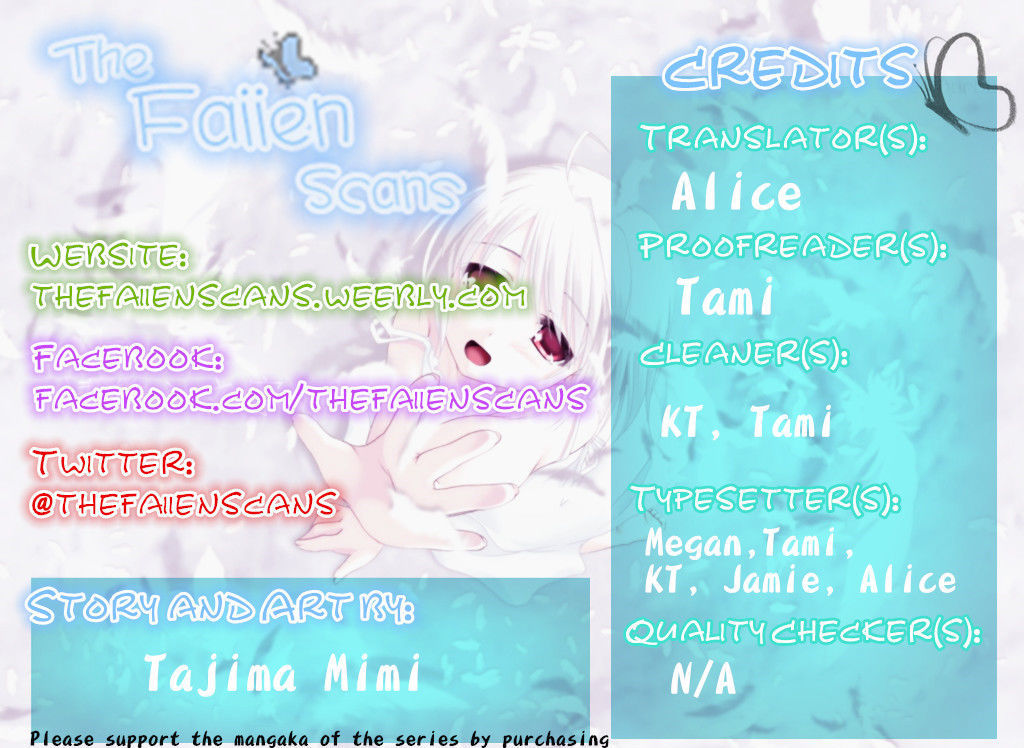 The
Faiien
Scans
Website:
thefaiienscans.weebly.com
Facebook:
facebook.com/thefaiienscans
Twitter:
@thefaiienscans
Story and Art by:
Tajima Mimi
Please support the mangaka of the series by purchasing
CREDITS
Translator(s):
Alice
Proofreader(s):
Tami
Cleaner(s):
KT, Tami
Typesetter(s):
Megan,Tami,
KT, Jamie, Alice
Quality Checker(s):
N/A